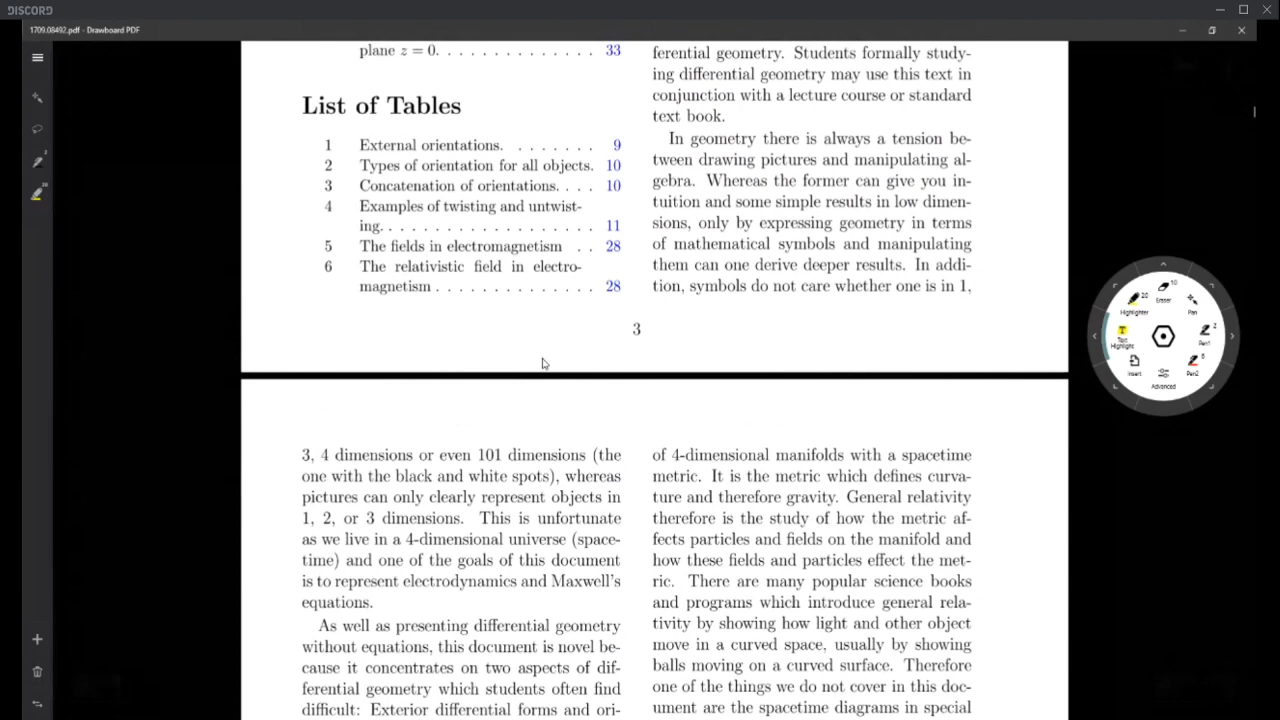 DISCORD
1709.08492.pdf - Drawboard PDF
plane z = 0. . . . . . . . . . . . . . 33
List of Tables
1 External orientations. . . . . . . . 9
2 Types of orientation for all objects. 10
3 Concatenation of orientations. . . . 10
4 Examples of twisting and untwist-
ing. . . . . . . . . . . . . . . . . . . 11
5 The fields in electromagnetism . . 28
6 The relativistic field in electro-
magnetism . . . . . . . . . . . . . . 28
ferential geometry. Students formally study-
ing differential geometry may use this text in
conjunction with a lecture course or standard
text book.
In geometry there is always a tension be-
tween drawing pictures and manipulating al-
gebra. Whereas the former can give you in-
tuition and some simple results in low dimen-
sions, only by expressing geometry in terms
of mathematical symbols and manipulating
them can one derive deeper results. In addi-
tion, symbols do not care whether one is in 1,
3
3, 4 dimensions or even 101 dimensions (the
one with the black and white spots), whereas
pictures can only clearly represent objects in
1, 2, or 3 dimensions. This is unfortunate
as we live in a 4-dimensional universe (space-
time) and one of the goals of this document
is to represent electrodynamics and Maxwell's
equations.
As well as presenting differential geometry
without equations, this document is novel be-
cause it concentrates on two aspects of dif-
ferential geometry which students often find
difficult: Exterior differential forms and ori-
of 4-dimensional manifolds with a spacetime
metric. It is the metric which defines curva-
ture and therefore gravity. General relativity
therefore is the study of how the metric af-
fects particles and fields on the manifold and
how these fields and particles effect the met-
ric. There are many popular science books
and programs which introduce general rela-
tivity by showing how light and other object
move in a curved space, usually by showing
balls moving on a curved surface. Therefore
one of the things we do not cover in this doc-
ument are the spacetime diagrams in special
10
Eraser
20
Highlighter
Pan
T
Text
Highlight
2
Pen1
Insert
6
Pen2
Advanced